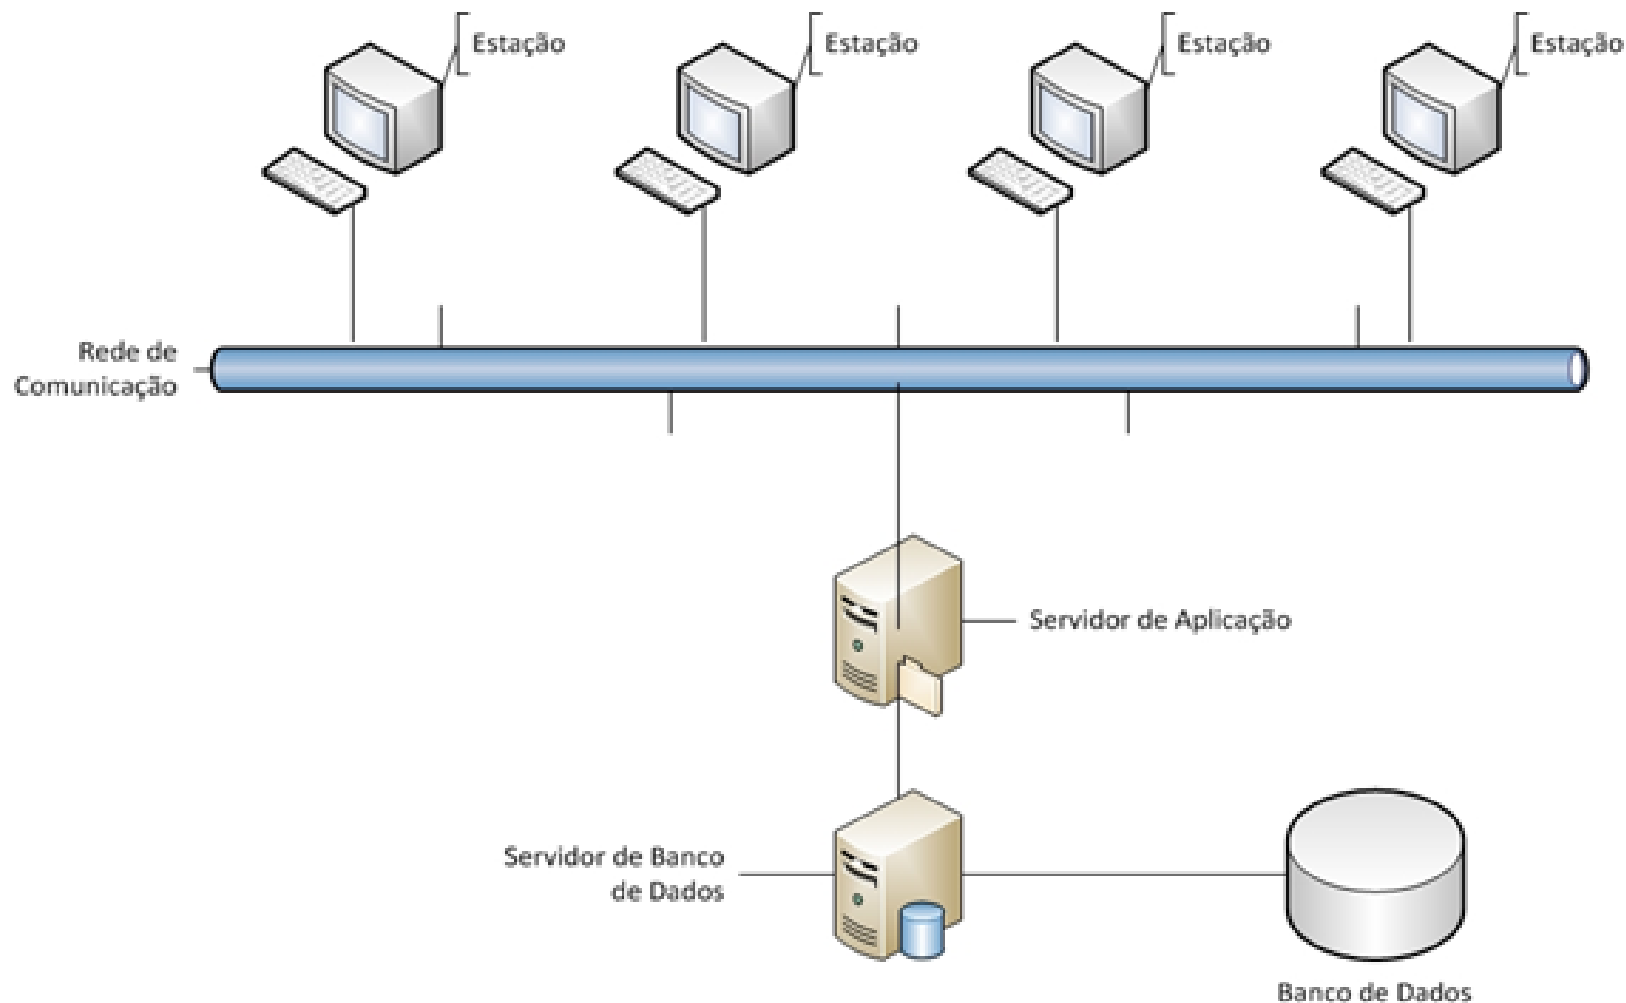 Estação
Estação
Estação
Estação
Rede de
Comunicação
Servidor de Aplicação
Servidor de Banco
de Dados
Banco de Dados